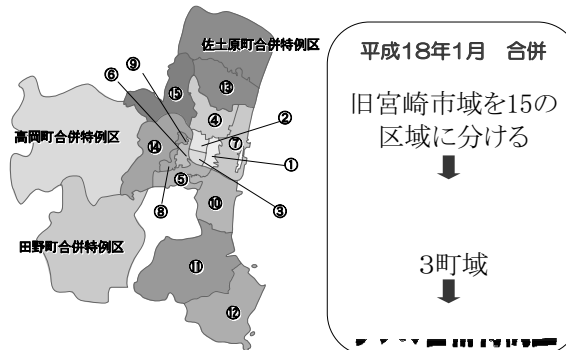 佐土原町合併特例区
⑨
⑥
⑬
⑮
④
②
高岡町合併特例区
⑭
⑦
①
⑤
⑧
③
⑩
田野町合併特例区
⑪
⑫
平成18年1月 合併
旧宮崎市域を15の
区域に分ける
3町域